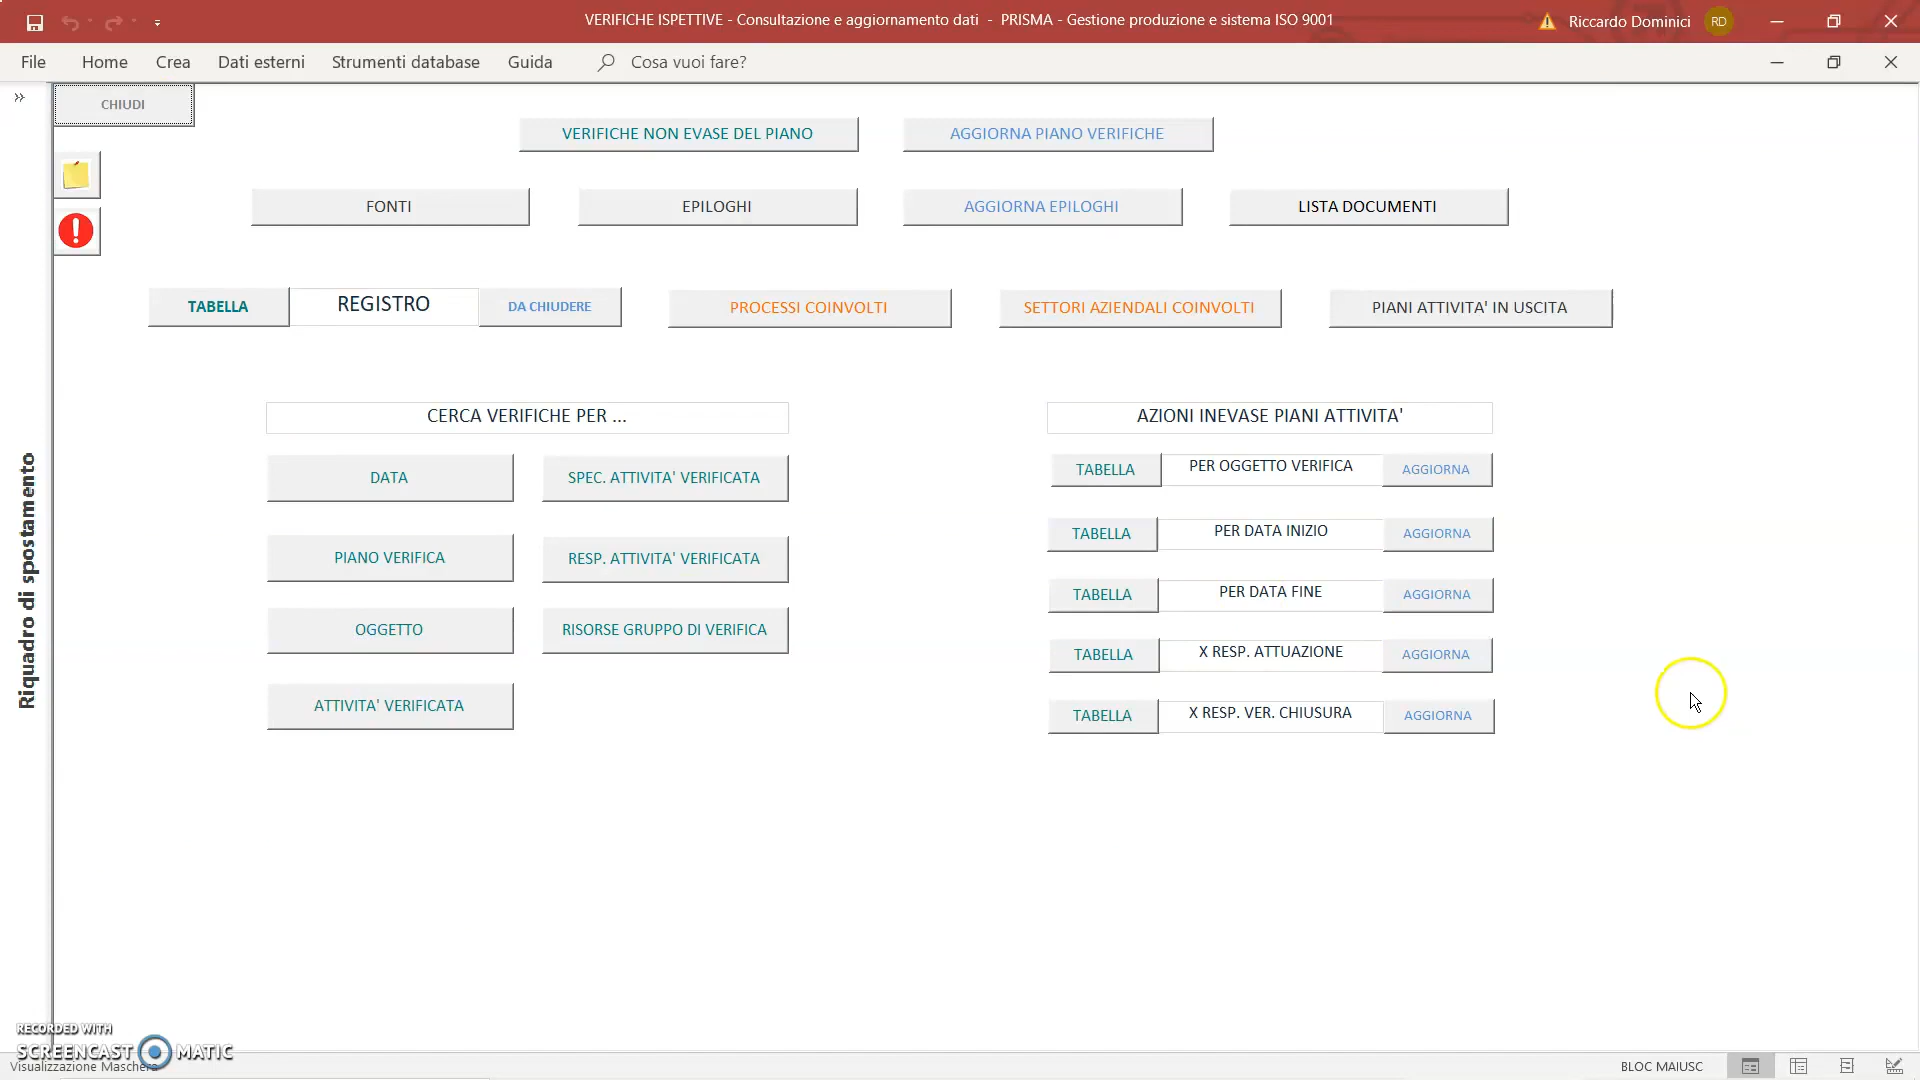 VERIFICHE ISPETTIVE - Consultazione e aggiornamento dati - PRISMA - Gestione produzione e sistema ISO 9001
Riccardo Dominici
RD
File Home Crea Dati esterni Strumenti database Guida Cosa vuoi fare?
CHIUDI
VERIFICHE NON EVASE DEL PIANO
AGGIORNA PIANO VERIFICHE
FONTI
EPILOGHI
AGGIORNA EPILOGHI
LISTA DOCUMENTI
TABELLA
REGISTRO
DA CHIUDERE
PROCESSI COINVOLTI
SETTORI AZIENDALI COINVOLTI
PIANI ATTIVITA' IN USCITA
CERCA VERIFICHE PER ...
DATA
SPEC. ATTIVITA' VERIFICATA
PIANO VERIFICA
RESP. ATTIVITA' VERIFICATA
OGGETTO
RISORSE GRUPPO DI VERIFICA
ATTIVITA' VERIFICATA
AZIONI INEVASE PIANI ATTIVITA'
TABELLA PER OGGETTO VERIFICA AGGIORNA
TABELLA PER DATA INIZIO AGGIORNA
TABELLA PER DATA FINE AGGIORNA
TABELLA X RESP. ATTUAZIONE AGGIORNA
TABELLA X RESP. VER. CHIUSURA AGGIORNA
Riquadro di spostamento
RECORDED WITH
SCREENCAST MATIC
Visualizzazione Maschera
BLOC MAIUSC